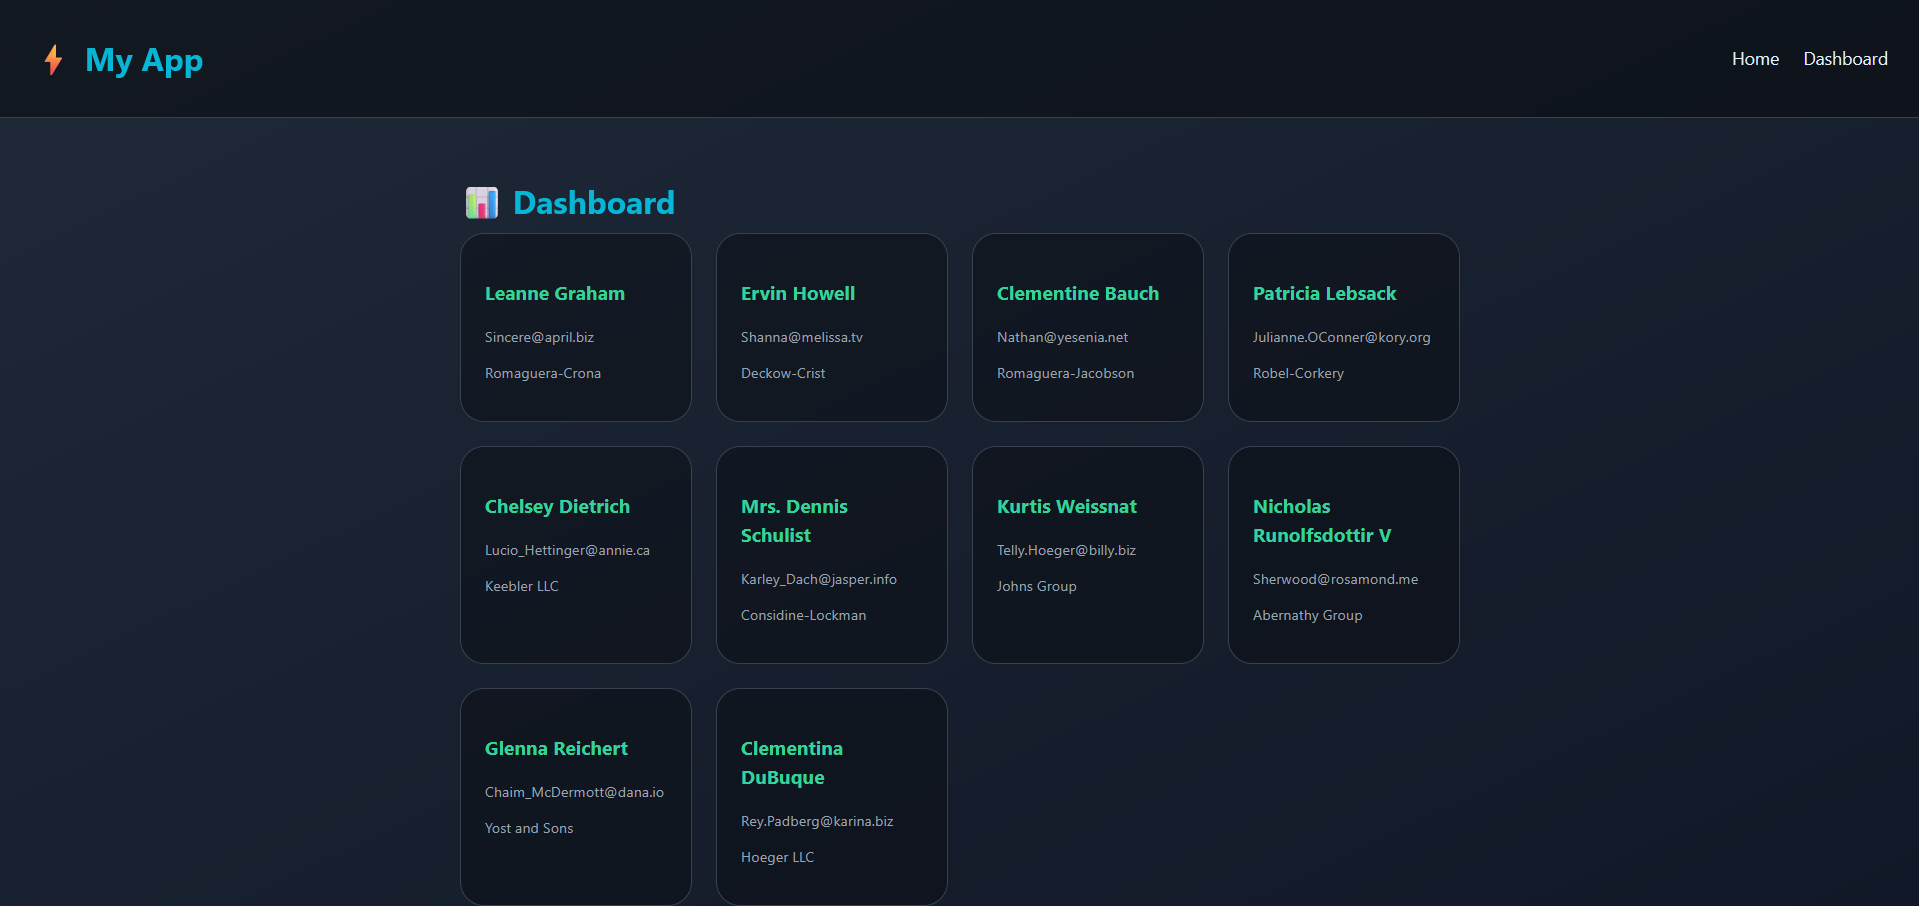 My App
Home Dashboard
Dashboard
Leanne Graham
Sincere@april.biz
Romaguera-Crona
Ervin Howell
Shanna@melissa.tv
Deckow-Crist
Clementine Bauch
Nathan@yesenia.net
Romaguera-Jacobson
Patricia Lebsack
Julianne.OConner@kory.org
Robel-Corkery
Chelsey Dietrich
Lucio_Hettinger@annie.ca
Keebler LLC
Mrs. Dennis
Schulist
Karley_Dach@jasper.info
Considine-Lockman
Kurtis Weissnat
Telly.Hoeger@billy.biz
Johns Group
Nicholas
Runolfsdottir V
Sherwood@rosamond.me
Abernathy Group
Glenna Reichert
Chaim_McDermott@dana.io
Yost and Sons
Clementina
DuBuque
Rey.Padberg@karina.biz
Hoeger LLC